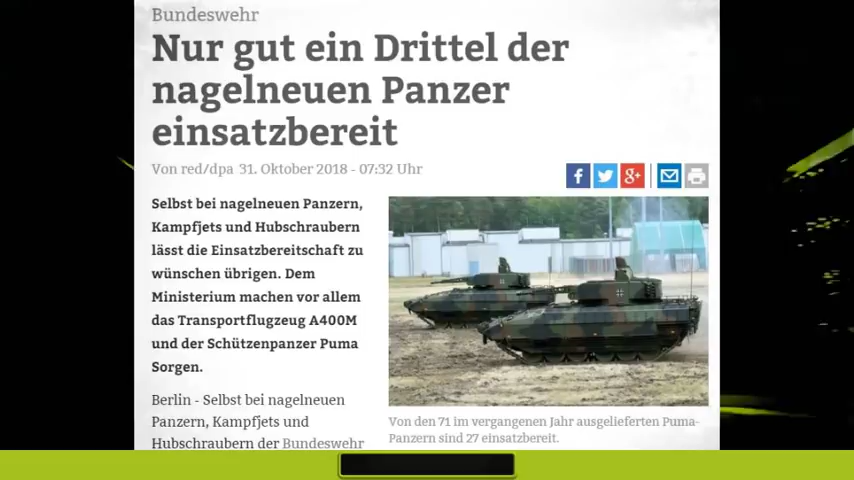 Bundeswehr
Nur gut ein Drittel der
nagelneuen Panzer
einsatzbereit
Von red/dpa 31. Oktober 2018 - 07:32 Uhr
Selbst bei nagelneuen Panzern,
Kampfjets und Hubschraubern
lässt die Einsatzbereitschaft zu
wünschen übrigen. Dem
Ministerium machen vor allem
das Transportflugzeug A400M
und der Schützenpanzer Puma
Sorgen.
Berlin - Selbst bei nagelneuen
Panzern, Kampfjets und
Hubschraubern der Bundeswehr
Von den 71 im vergangenen Jahr ausgelieferten Puma-
Panzern sind 27 einsatzbereit.